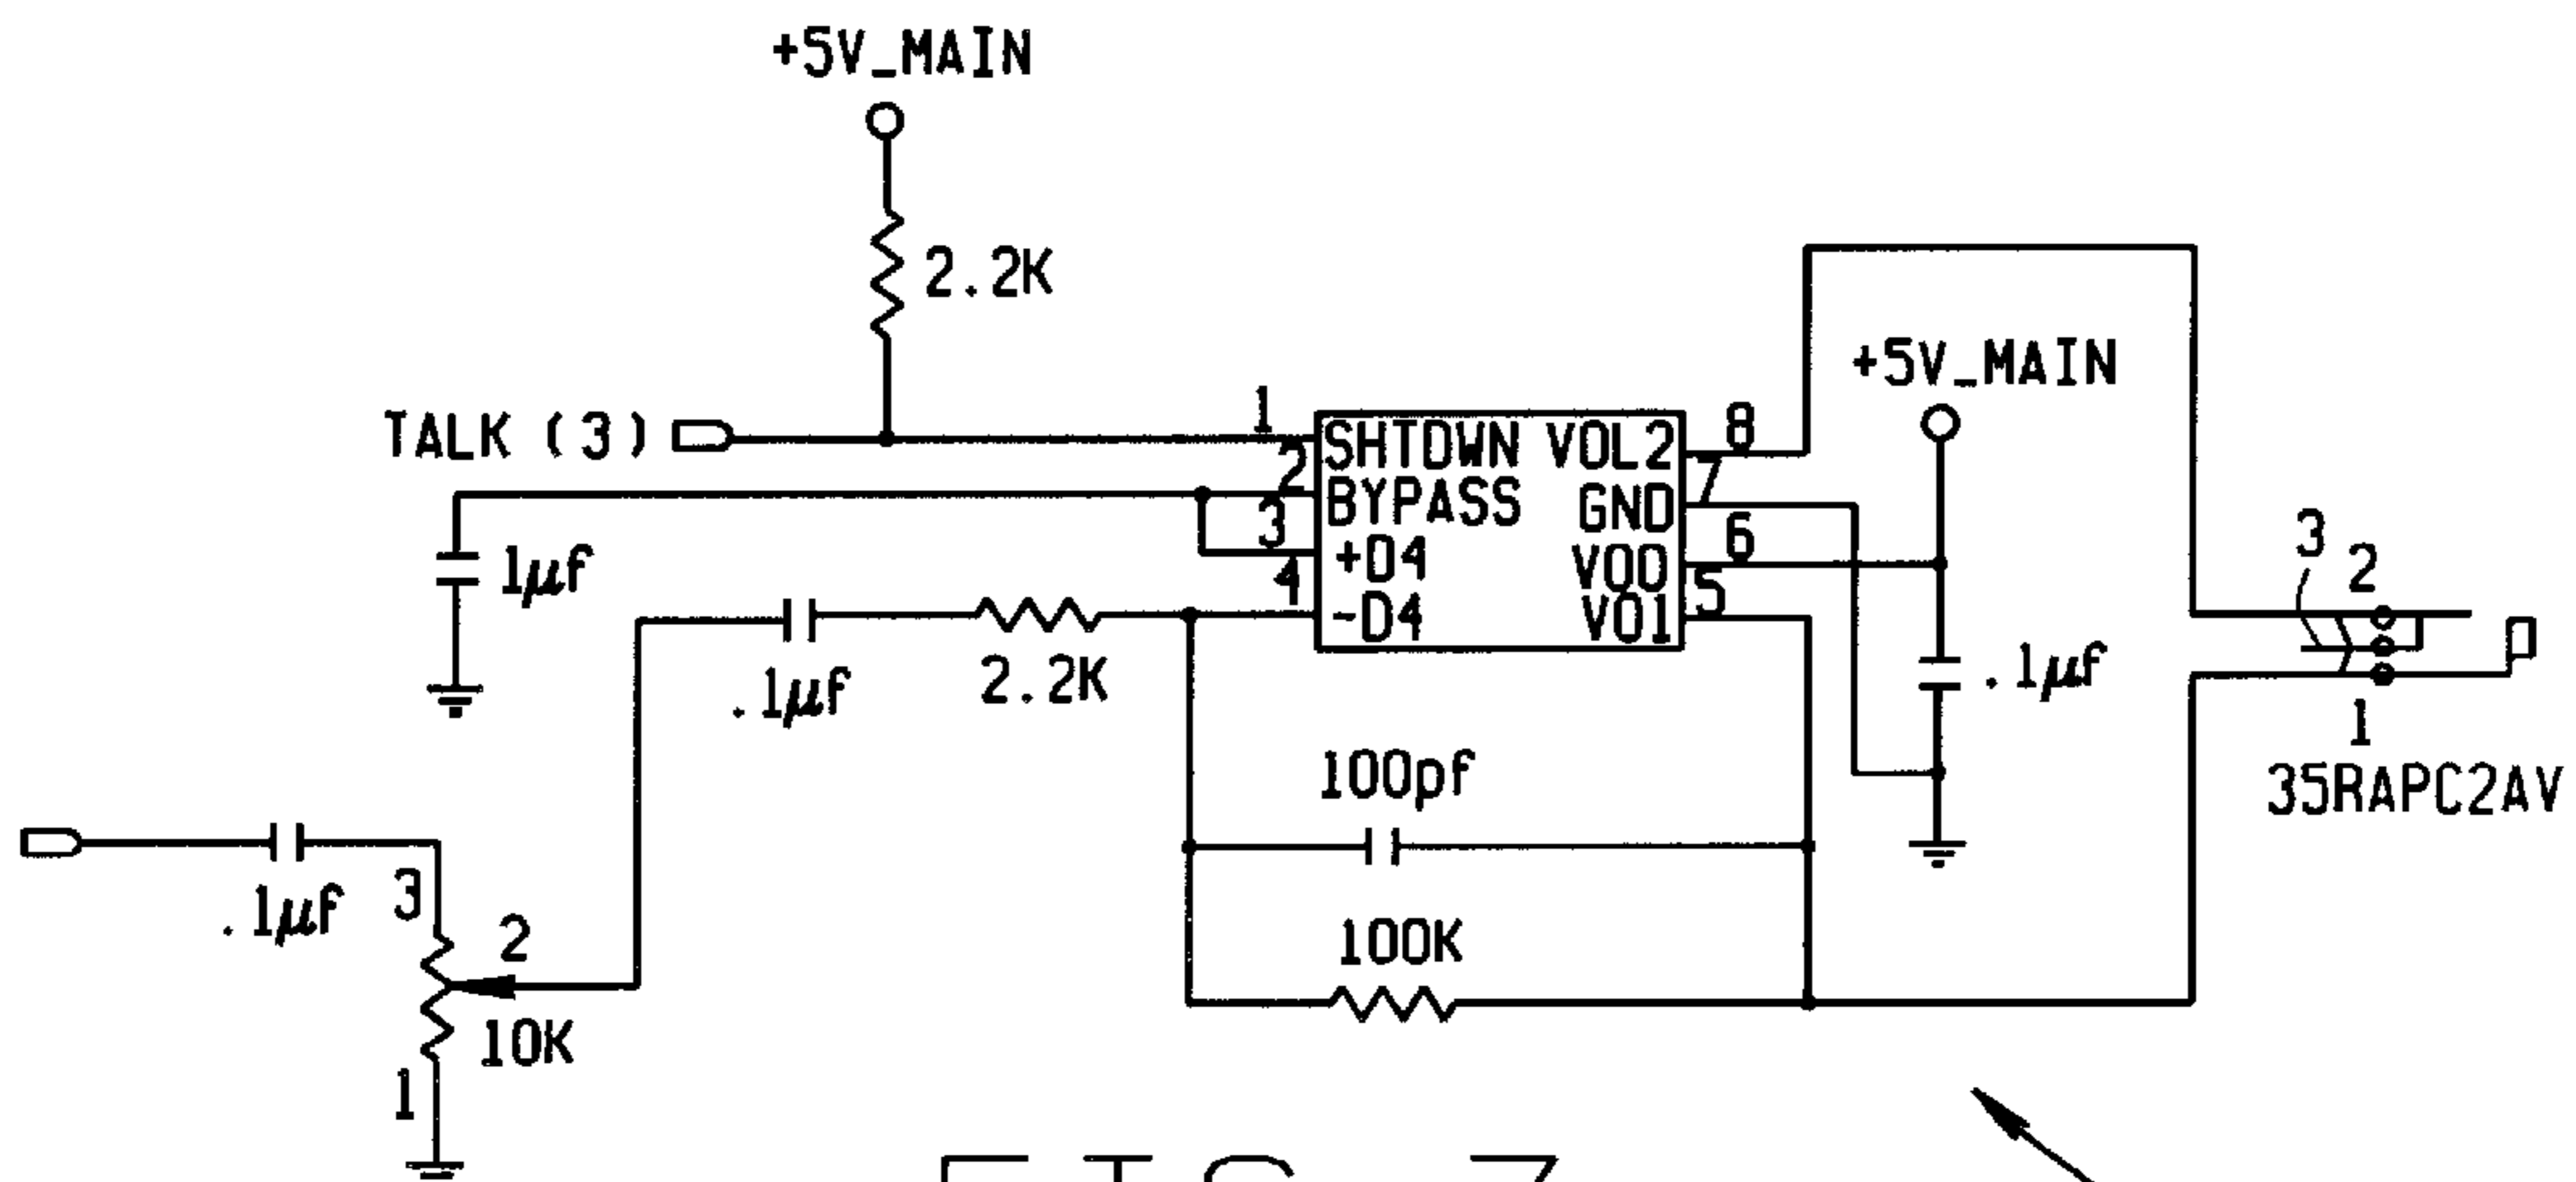 +5V_MAIN
2.2K
TALK (3)
1
2
3
4
SHTDWN
BYPASS
+D4
-D4
VOL2
GND
VOO
VO1
8
7
6
5
+5V_MAIN
1µf
.1µf
2.2K
.1µf
3
2
1
35RAPC2AV
100pf
100K
.1µf
3
2
10K
1